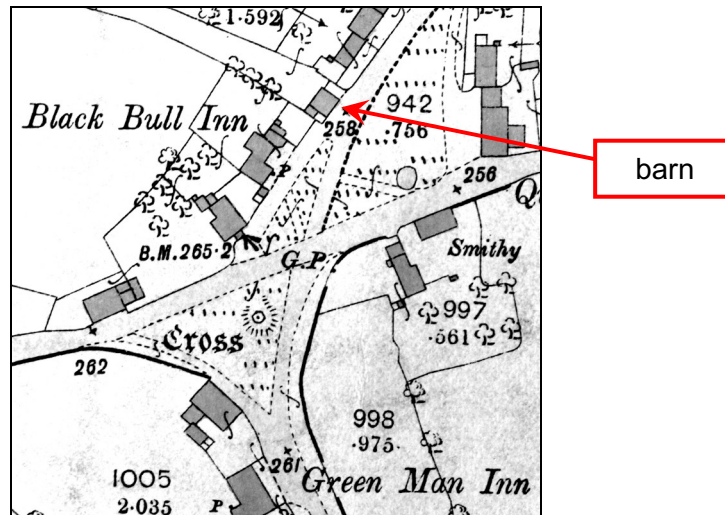 1.592
Black Bull Inn
942
.756
258
barn
P
256
B.M.265.2
G.P
Smithy
997
.561
Cross
262
998
.975.
261
Green Man Inn
1005
2.035
P